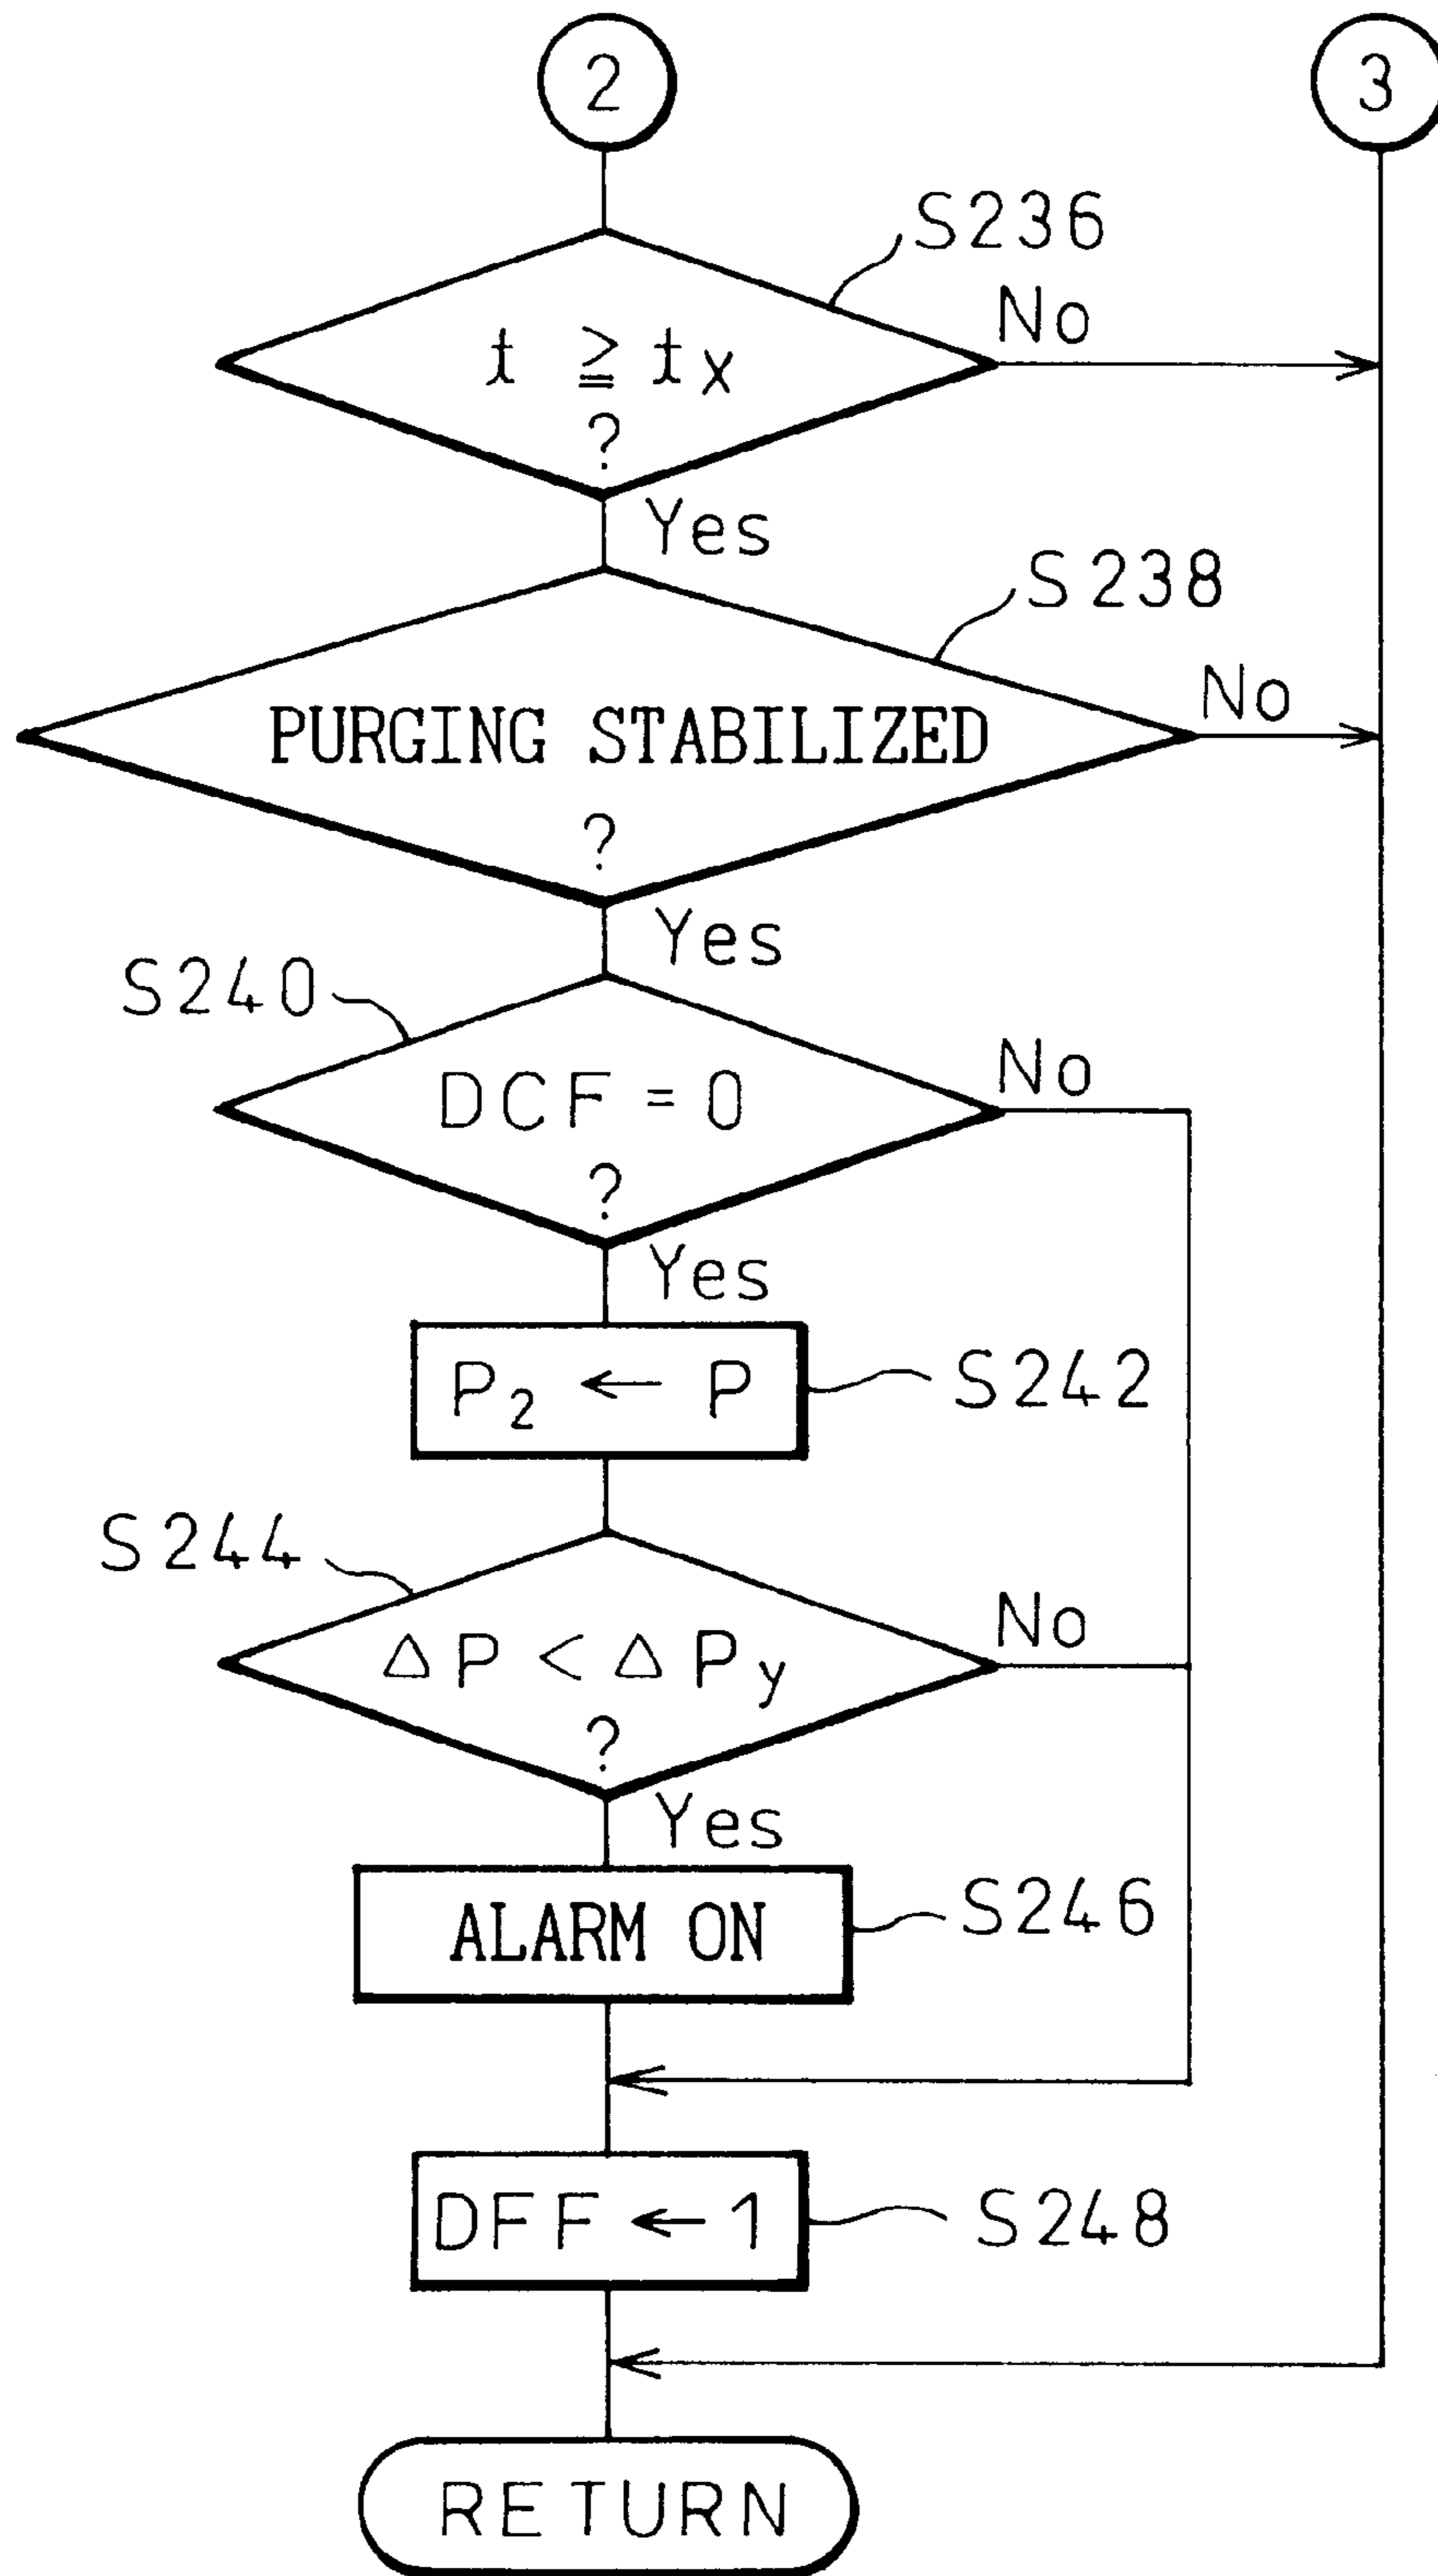 2
3
S236
No
t ≧ tx
?
Yes
S238
No
PURGING STABILIZED
?
Yes
S240
No
DCF = 0
?
Yes
P2 ← P
S242
S244
No
ΔP < ΔPy
?
Yes
ALARM ON
S246
DFF ← 1
S248
RETURN